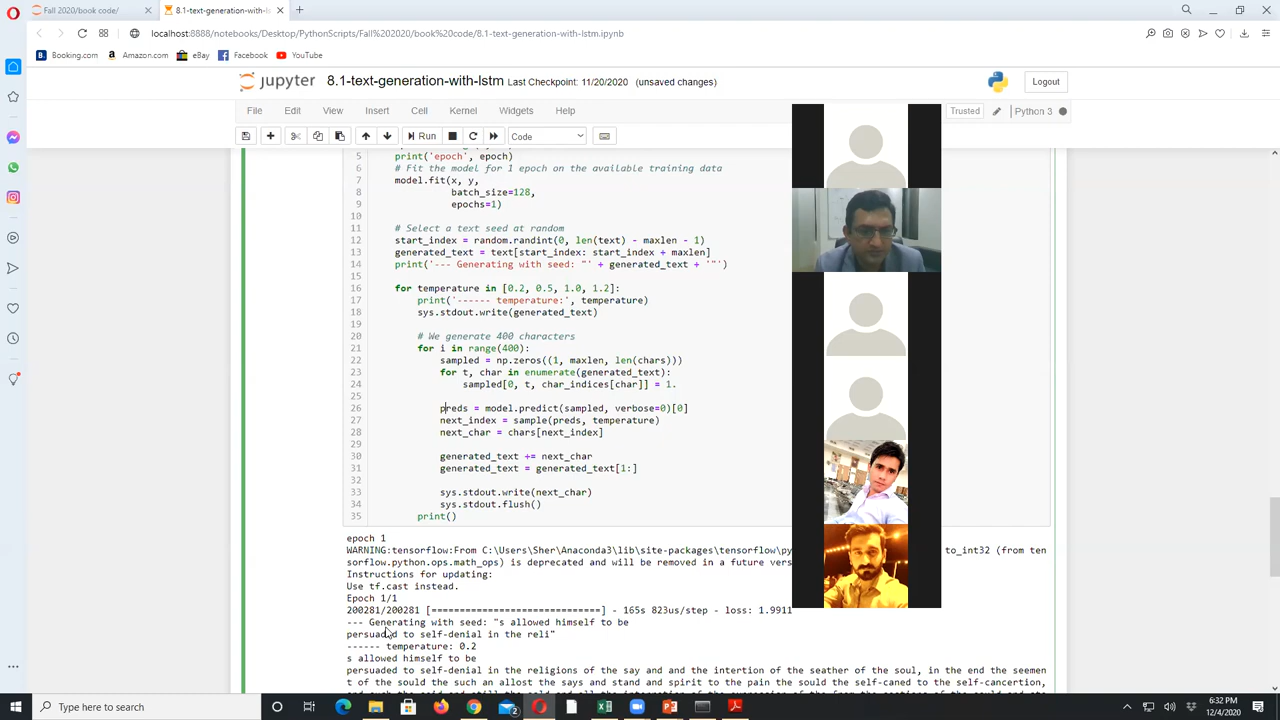 Fall 2020/book code/
8.1-text-generation-with-lstm.ip
localhost:8888/notebooks/Desktop/PythonScripts/Fall%202020/book%20code/8.1-text-generation-with-lstm.ipynb
Booking.com
Amazon.com
eBay
Facebook
YouTube
jupyter 8.1-text-generation-with-lstm Last Checkpoint: 11/20/2020 (unsaved changes)
Logout
File Edit View Insert Cell Kernel Widgets Help
Trusted
Python 3
Run
Code
5 print('epoch', epoch)
6 # Fit the model for 1 epoch on the available training data
7 model.fit(x, y,
8 batch_size=128,
9 epochs=1)
10
11 # Select a text seed at random
12 start_index = random.randint(0, len(text) - maxlen - 1)
13 generated_text = text[start_index: start_index + maxlen]
14 print('--- Generating with seed: "' + generated_text + '"')
15
16 for temperature in [0.2, 0.5, 1.0, 1.2]:
17 print('------ temperature:', temperature)
18 sys.stdout.write(generated_text)
19
20 # We generate 400 characters
21 for i in range(400):
22 sampled = np.zeros((1, maxlen, len(chars)))
23 for t, char in enumerate(generated_text):
24 sampled[0, t, char_indices[char]] = 1.
25
26 preds = model.predict(sampled, verbose=0)[0]
27 next_index = sample(preds, temperature)
28 next_char = chars[next_index]
29
30 generated_text += next_char
31 generated_text = generated_text[1:]
32
33 sys.stdout.write(next_char)
34 sys.stdout.flush()
35 print()
epoch 1
WARNING:tensorflow:From C:\Users\Sher\Anaconda3\lib\site-packages\tensorflow\py to_int32 (from ten
sorflow.python.ops.math_ops) is deprecated and will be removed in a future vers
Instructions for updating:
Use tf.cast instead.
Epoch 1/1
200281/200281 [==============================] - 165s 823us/step - loss: 1.9911
--- Generating with seed: "s allowed himself to be
persuaded to self-denial in the reli"
------ temperature: 0.2
s allowed himself to be
persuaded to self-denial in the religions of the say and and the intertion of the seather of the soul, in the end the seemen
t of the sould the such an allost the says and stand and spirit to the pain the sould the self-caned to the self-cancertion,
Type here to search
2
6:32 PM
12/4/2020